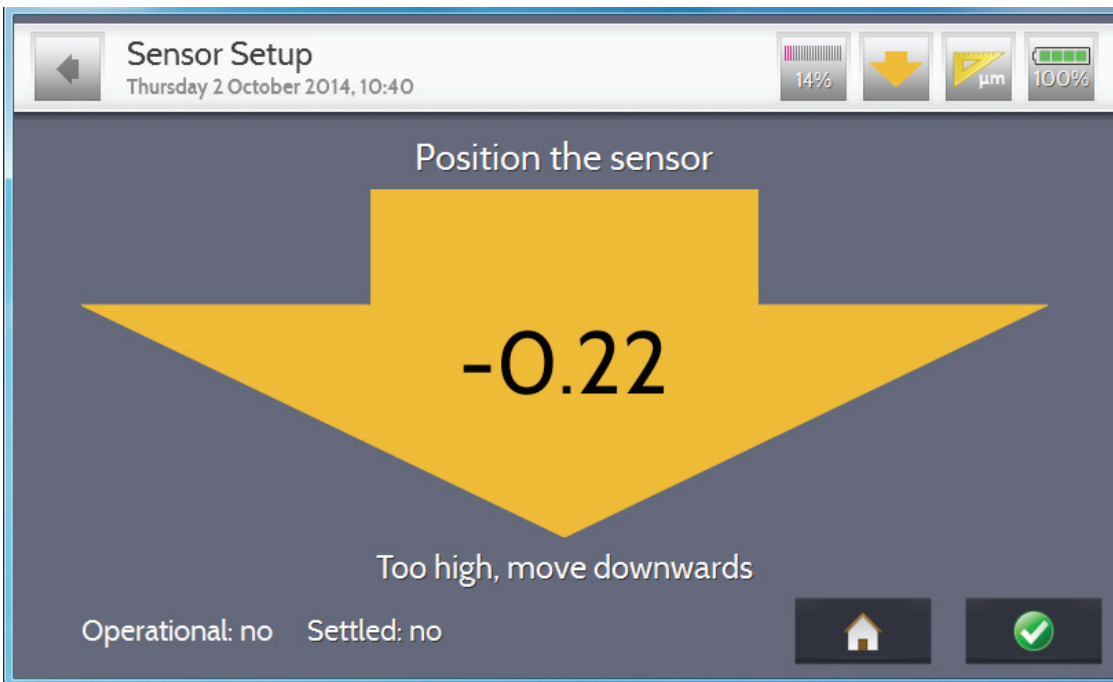 Sensor Setup
Thursday 2 October 2014, 10:40
14%
µm
100%
Position the sensor
-0.22
Too high, move downwards
Operational: no Settled: no